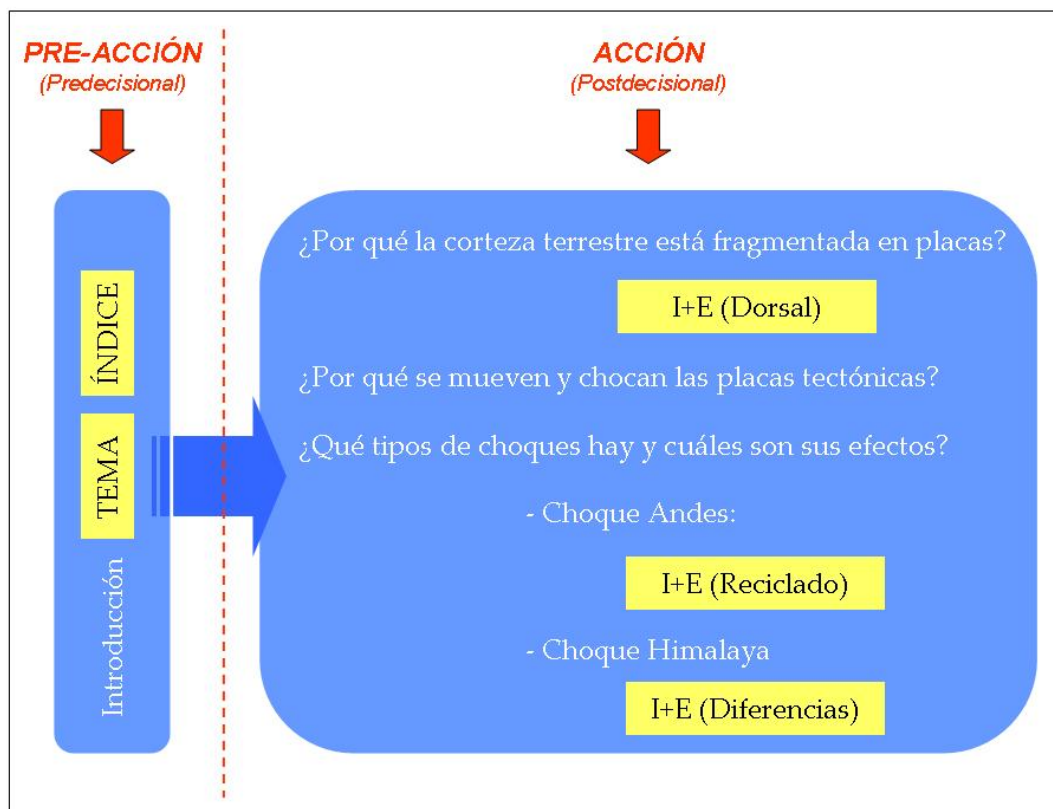 PRE-ACCIÓN
(Predecisional)
ACCIÓN
(Postdecisional)
ÍNDICE
TEMA
Introducción
¿Por qué la corteza terrestre está fragmentada en placas?
I+E (Dorsal)
¿Por qué se mueven y chocan las placas tectónicas?
¿Qué tipos de choques hay y cuáles son sus efectos?
- Choque Andes:
I+E (Reciclado)
- Choque Himalaya
I+E (Diferencias)